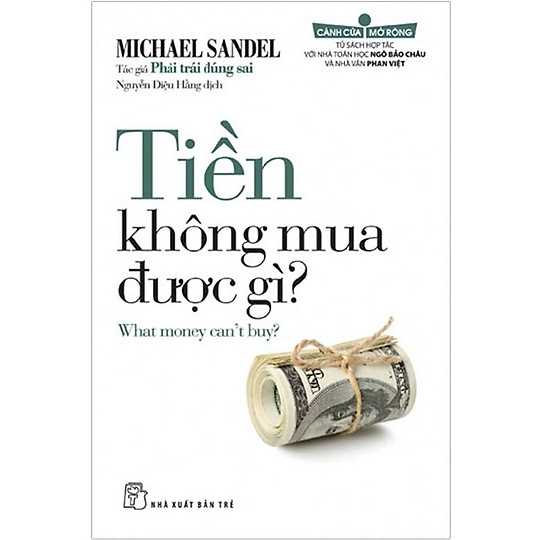 CÁNH CỬA MỞ RỘNG
TỦ SÁCH HỢP TÁC
VỚI NHÀ TOÁN HỌC NGÔ BẢO CHÂU
VÀ NHÀ VĂN PHAN VIỆT
MICHAEL SANDEL
Tác giả Phải trái đúng sai
Nguyễn Diệu Hằng dịch
Tiền
không mua
được gì?
What money can't buy?
NHÀ XUẤT BẢN TRẺ